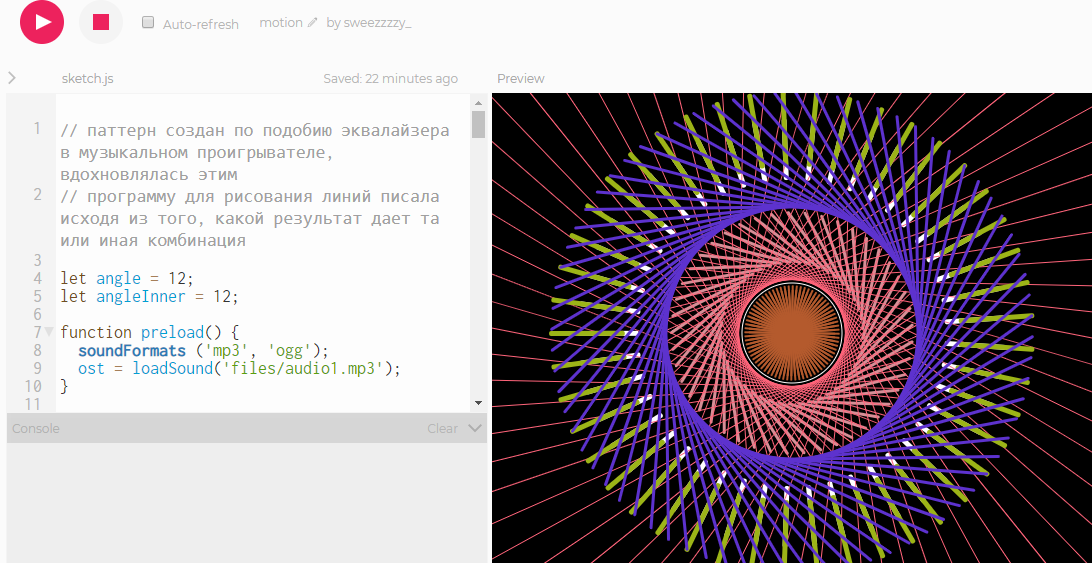 Auto-refresh motion by sweezzzzy_
sketch.js Saved: 22 minutes ago Preview
1 // паттерн создан по подобию эквалайзера
в музыкальном проигрывателе,
вдохновлялась этим
2 // программу для рисования линий писала
исходя из того, какой результат дает та
или иная комбинация
3
4 let angle = 12;
5 let angleInner = 12;
6
7 function preload() {
8 soundFormats ('mp3', 'ogg');
9 ost = loadSound('files/audio1.mp3');
10 }
11
Console Clear